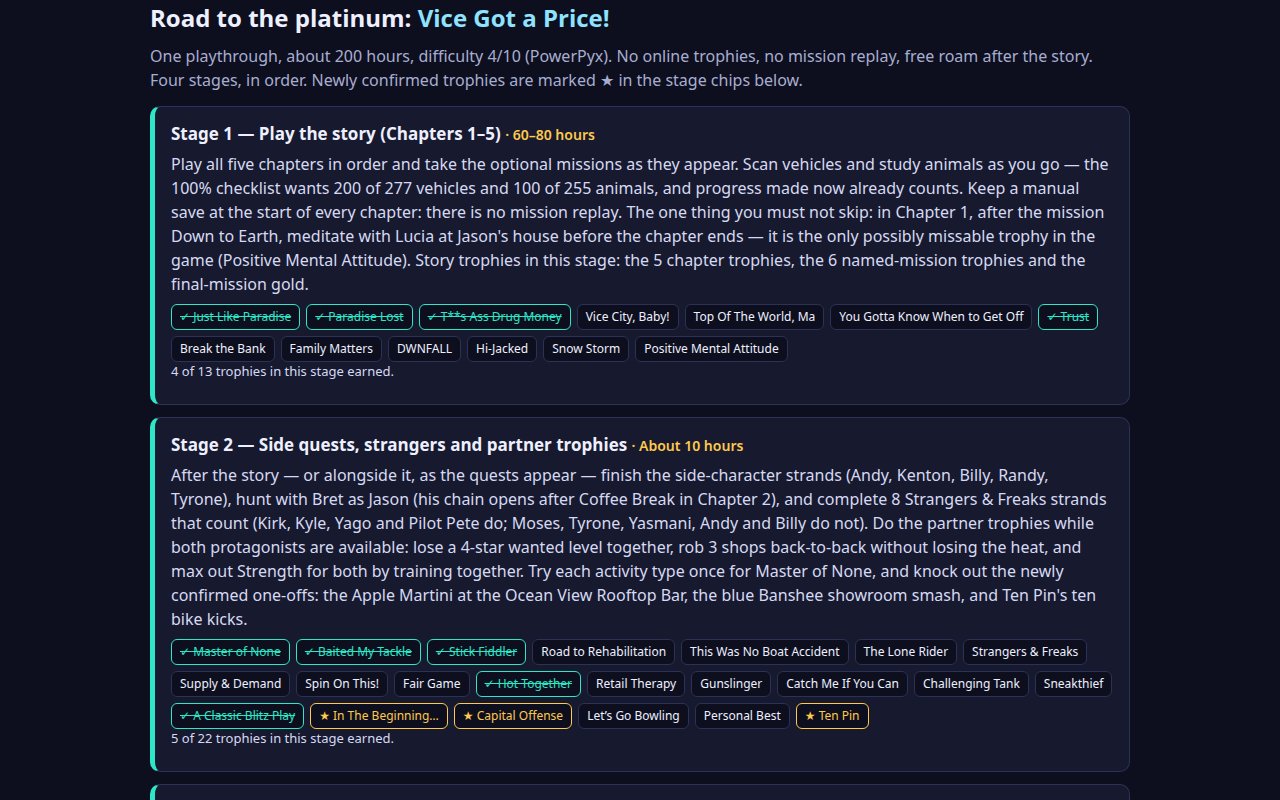 Road to the platinum: Vice Got a Price!
One playthrough, about 200 hours, difficulty 4/10 (PowerPyx). No online trophies, no mission replay, free roam after the story.
Four stages, in order. Newly confirmed trophies are marked ★ in the stage chips below.
Stage 1 — Play the story (Chapters 1–5) · 60–80 hours
Play all five chapters in order and take the optional missions as they appear. Scan vehicles and study animals as you go — the
100% checklist wants 200 of 277 vehicles and 100 of 255 animals, and progress made now already counts. Keep a manual
save at the start of every chapter: there is no mission replay. The one thing you must not skip: in Chapter 1, after the mission
Down to Earth, meditate with Lucia at Jason's house before the chapter ends — it is the only possibly missable trophy in the
game (Positive Mental Attitude). Story trophies in this stage: the 5 chapter trophies, the 6 named-mission trophies and the
final-mission gold.
✓ Just Like Paradise ✓ Paradise Lost ✓ T**s Ass Drug Money Vice City, Baby! Top Of The World, Ma You Gotta Know When to Get Off ✓ Trust
Break the Bank Family Matters DWNFALL Hi-Jacked Snow Storm Positive Mental Attitude
4 of 13 trophies in this stage earned.
Stage 2 — Side quests, strangers and partner trophies · About 10 hours
After the story — or alongside it, as the quests appear — finish the side-character strands (Andy, Kenton, Billy, Randy,
Tyrone), hunt with Bret as Jason (his chain opens after Coffee Break in Chapter 2), and complete 8 Strangers & Freaks strands
that count (Kirk, Kyle, Yago and Pilot Pete do; Moses, Tyrone, Yasmani, Andy and Billy do not). Do the partner trophies while
both protagonists are available: lose a 4-star wanted level together, rob 3 shops back-to-back without losing the heat, and
max out Strength for both by training together. Try each activity type once for Master of None, and knock out the newly
confirmed one-offs: the Apple Martini at the Ocean View Rooftop Bar, the blue Banshee showroom smash, and Ten Pin's ten
bike kicks.
✓ Master of None ✓ Baited My Tackle ✓ Stick Fiddler Road to Rehabilitation This Was No Boat Accident The Lone Rider Strangers & Freaks
Supply & Demand Spin On This! Fair Game ✓ Hot Together Retail Therapy Gunslinger Catch Me If You Can Challenging Tank Sneakthief
✓ A Classic Blitz Play ★ In The Beginning... ★ Capital Offense Let's Go Bowling Personal Best ★ Ten Pin
5 of 22 trophies in this stage earned.